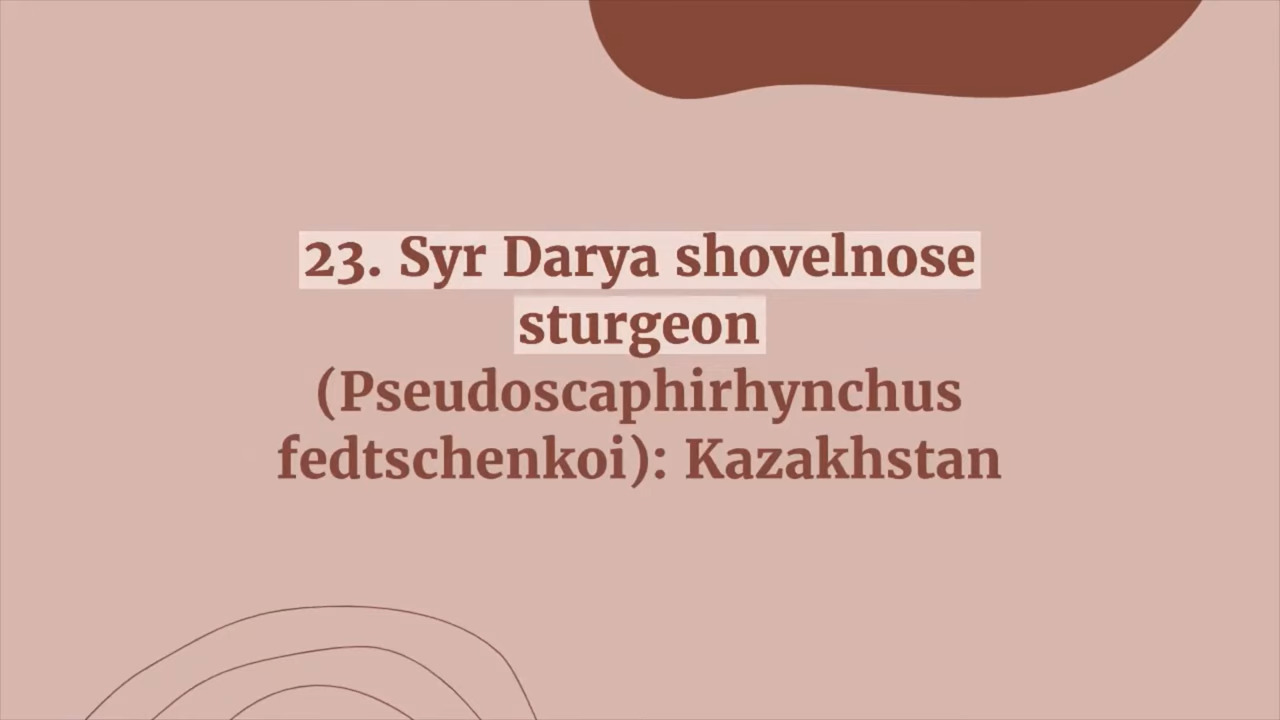 23. Syr Darya shovelnose
sturgeon
(Pseudoscaphirhynchus
fedtschenkoi): Kazakhstan